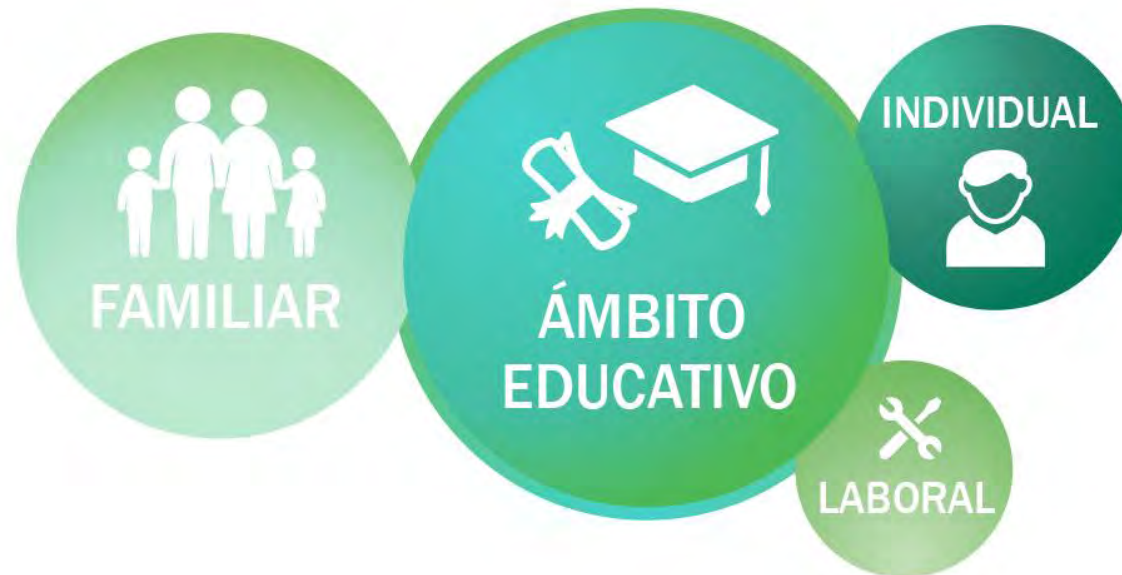 FAMILIAR
ÁMBITO
EDUCATIVO
INDIVIDUAL
LABORAL